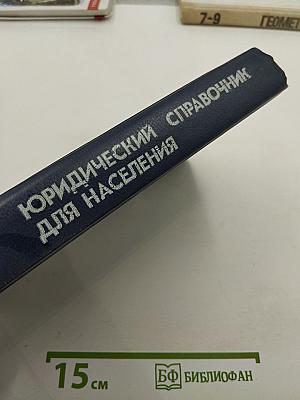 7-9
ГЕОМЕТ
ЮРИДИЧЕСКИЙ СПРАВОЧНИК
ДЛЯ НАСЕЛЕНИЯ
15 см
БФ БИБЛИОФАН